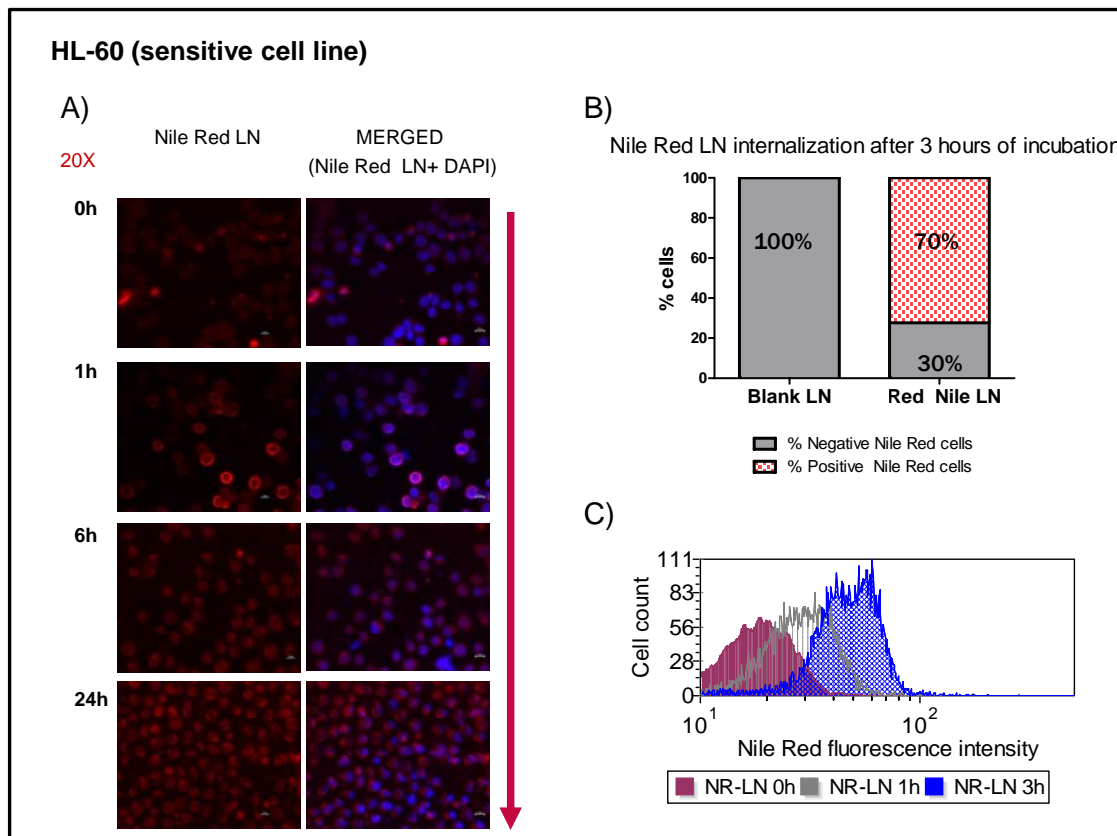 HL-60 (sensitive cell line)
A)
Nile Red LN
MERGED
(Nile Red LN+ DAPI)
20X
0h
1h
6h
24h
B)
Nile Red LN internalization after 3 hours of incubation
100
80
60
40
20
0
% cells
100%
70%
30%
Blank LN
Red Nile LN
% Negative Nile Red cells
% Positive Nile Red cells
C)
111
83
56
28
0
Cell count
10¹
10²
Nile Red fluorescence intensity
NR-LN 0h NR-LN 1h NR-LN 3h